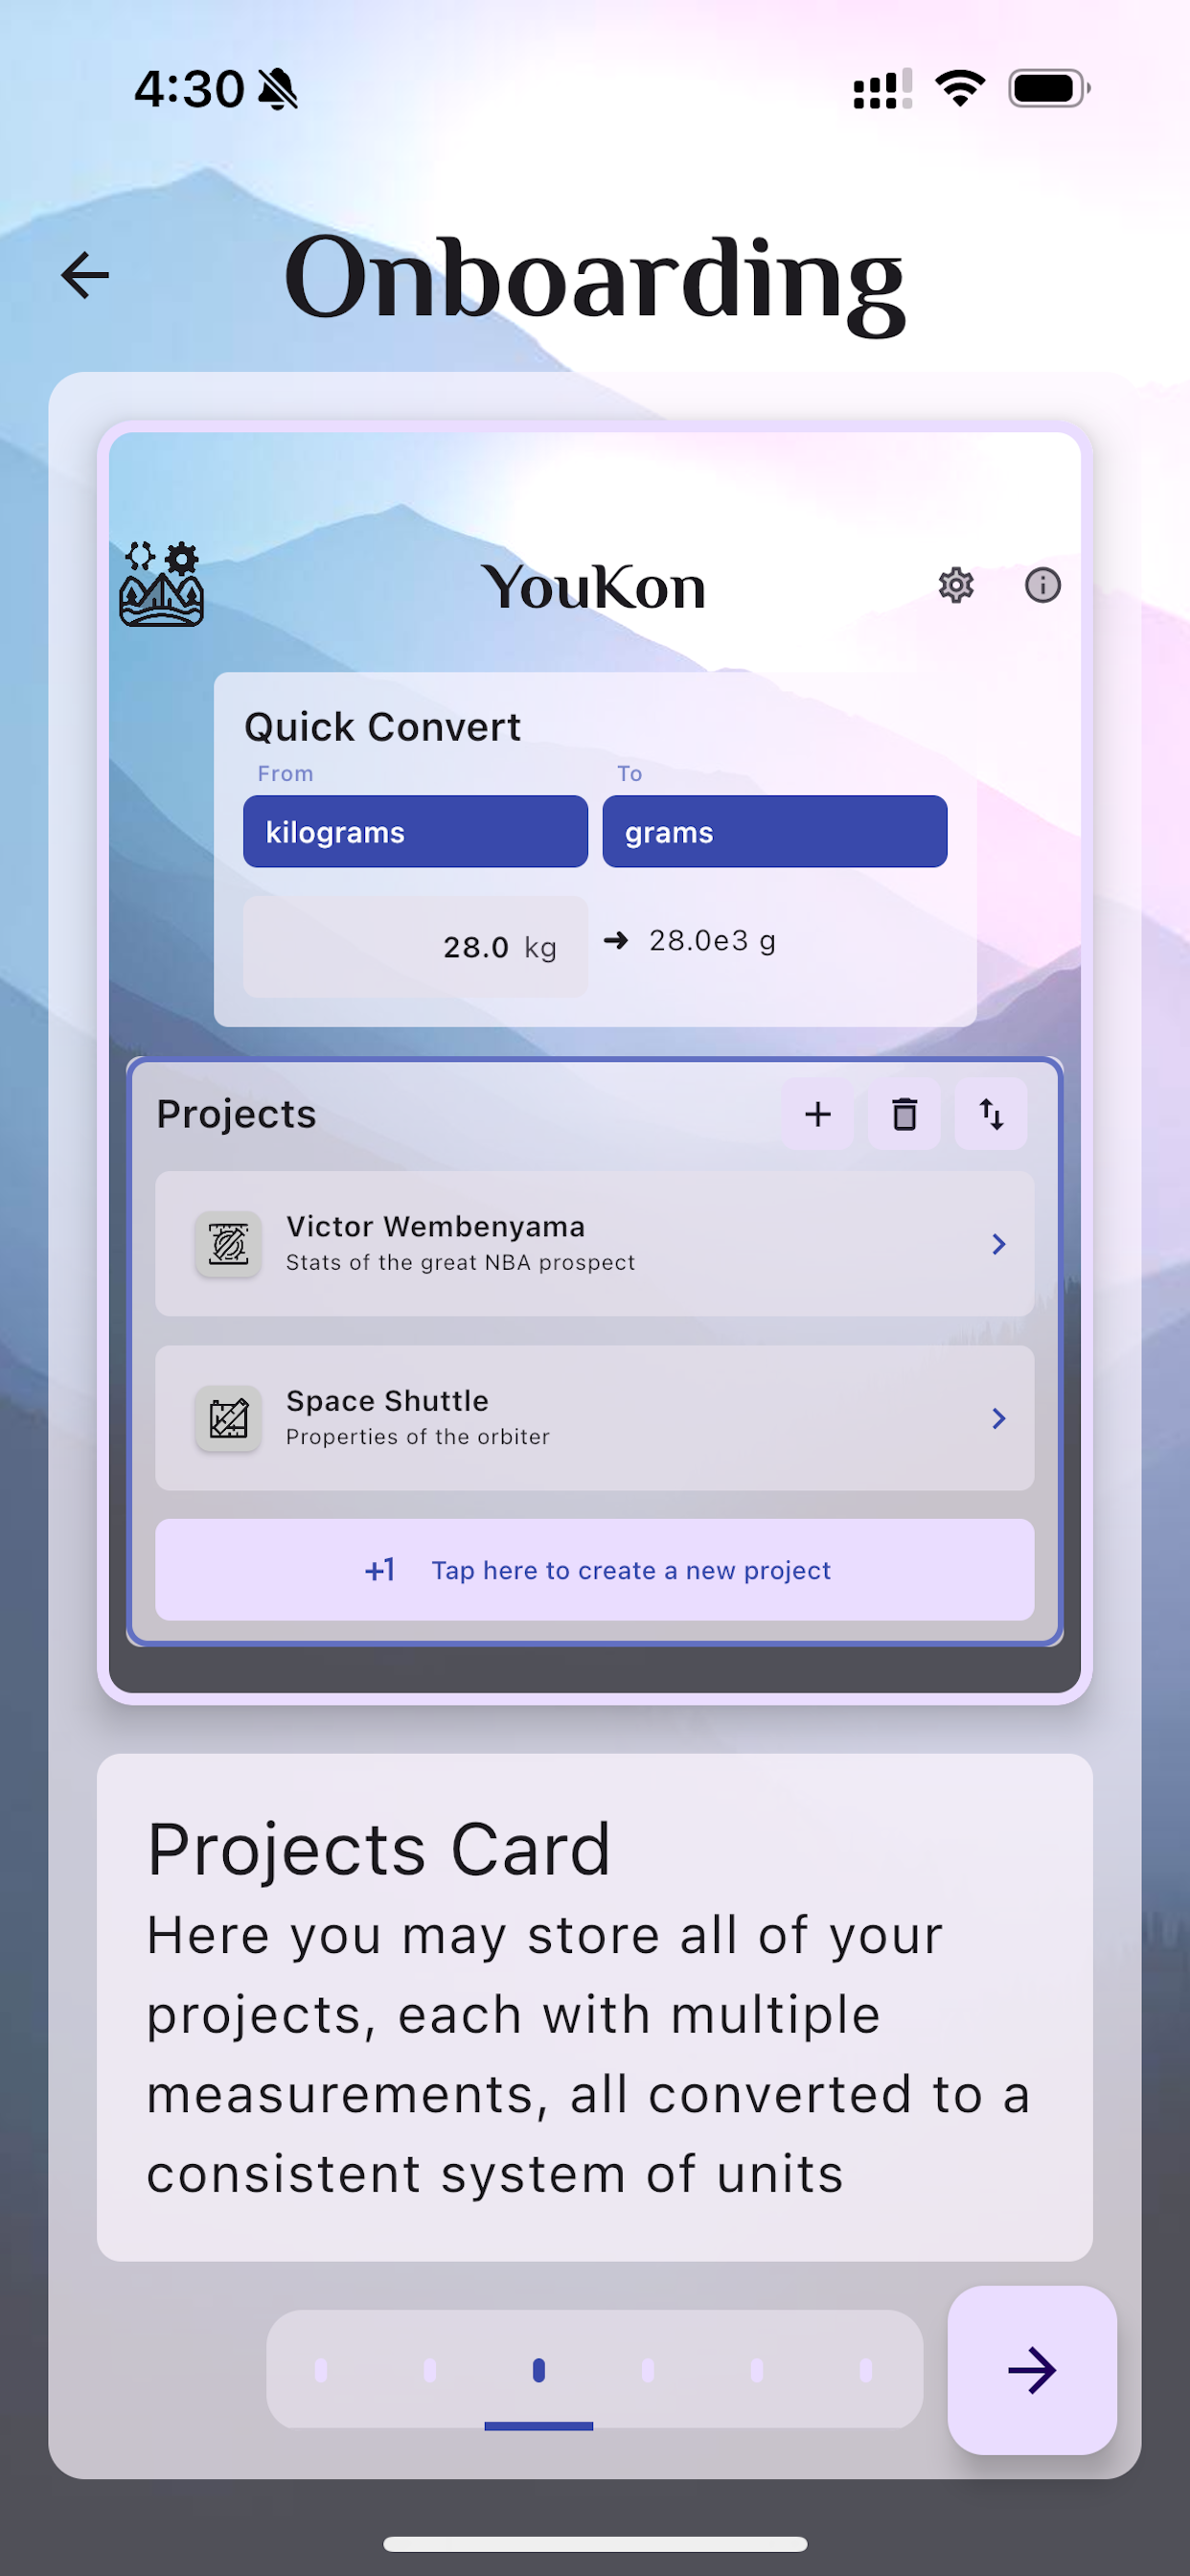 4:30
Onboarding
YouKon
Quick Convert
From To
kilograms grams
28.0 kg → 28.0e3 g
Projects
Victor Wembenyama
Stats of the great NBA prospect
Space Shuttle
Properties of the orbiter
+1 Tap here to create a new project
Projects Card
Here you may store all of your
projects, each with multiple
measurements, all converted to a
consistent system of units